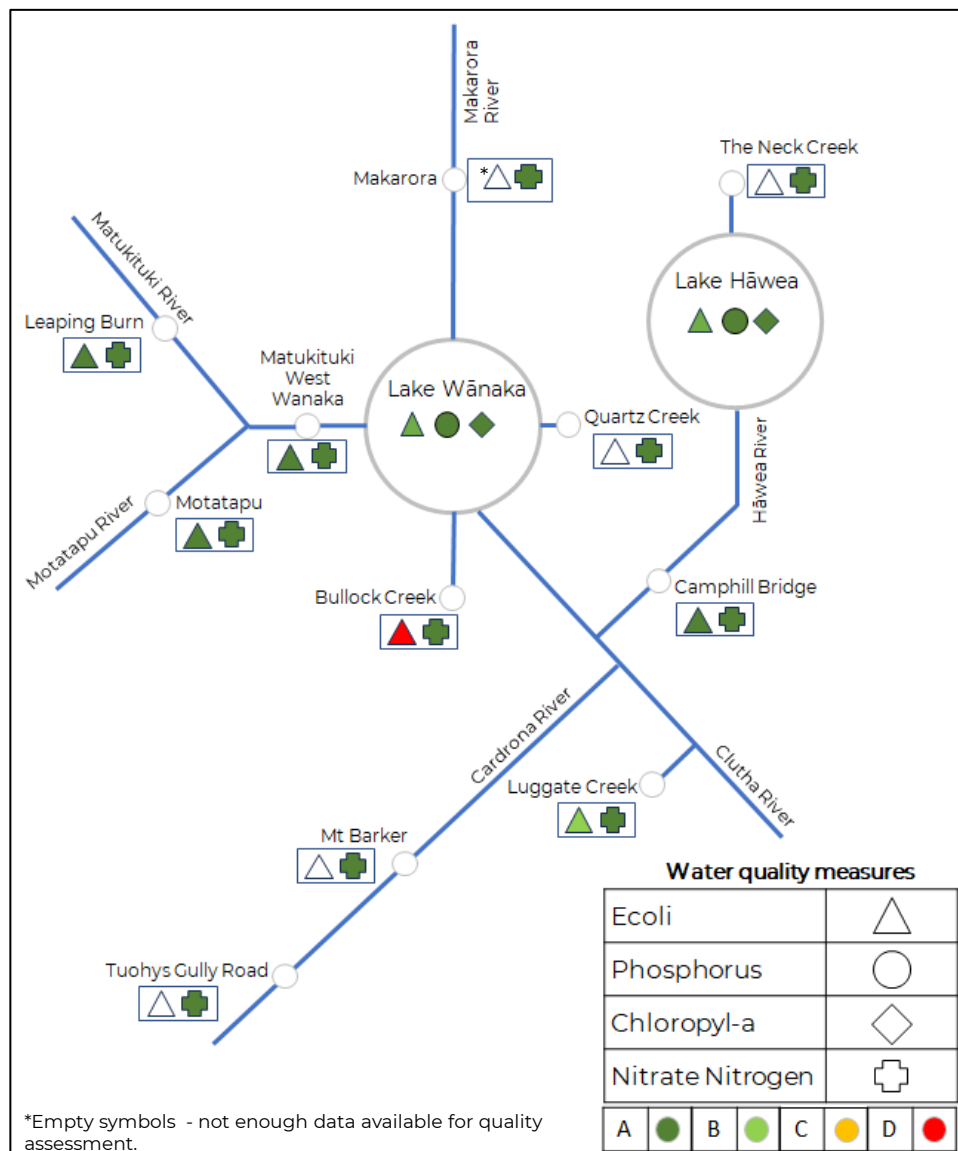 Makarora
River
The Neck Creek
Makarora
*
Matukituki River
Lake Hāwea
Leaping Burn
Matukituki
West
Wanaka
Lake Wānaka
Quartz Creek
Hāwea River
Motatapu
Motatapu River
Bullock Creek
Camphill Bridge
Cardrona River
Clutha River
Luggate Creek
Mt Barker
Tuohys Gully Road
Water quality measures
Ecoli
Phosphorus
Chloropyl-a
Nitrate Nitrogen
A B C D
*Empty symbols - not enough data available for quality
assessment.